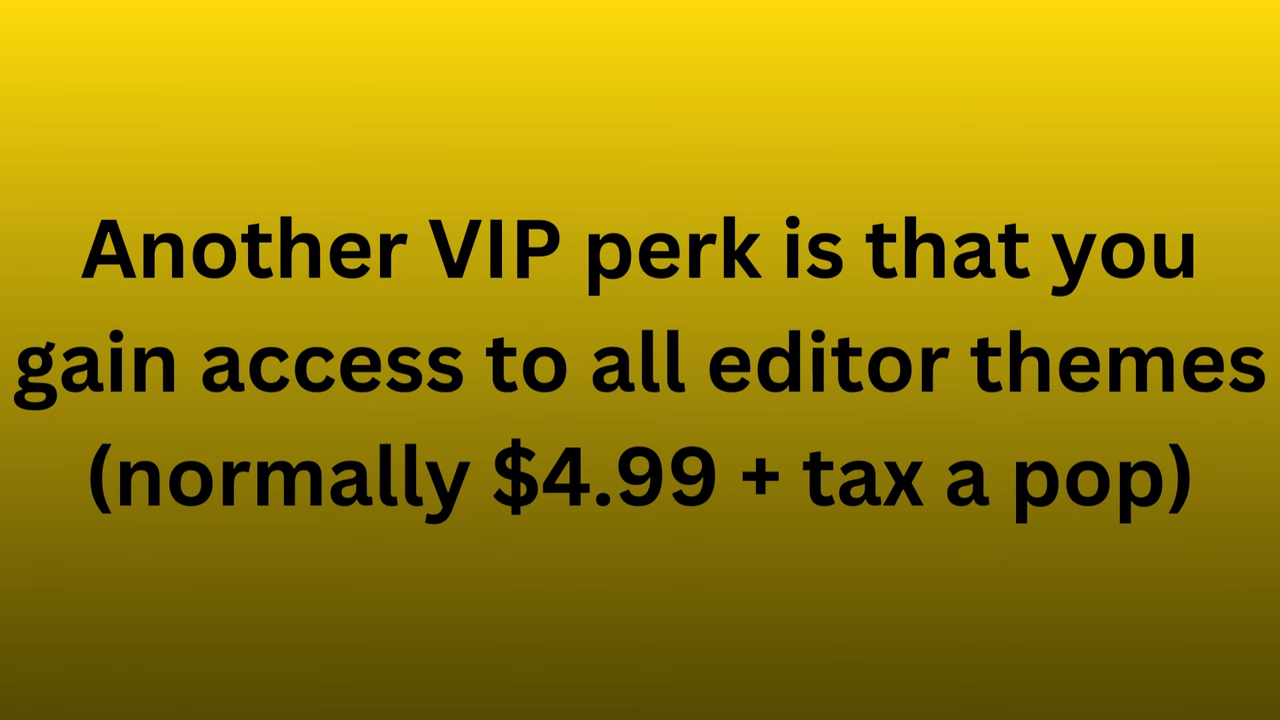 Another VIP perk is that you
gain access to all editor themes
(normally $4.99 + tax a pop)